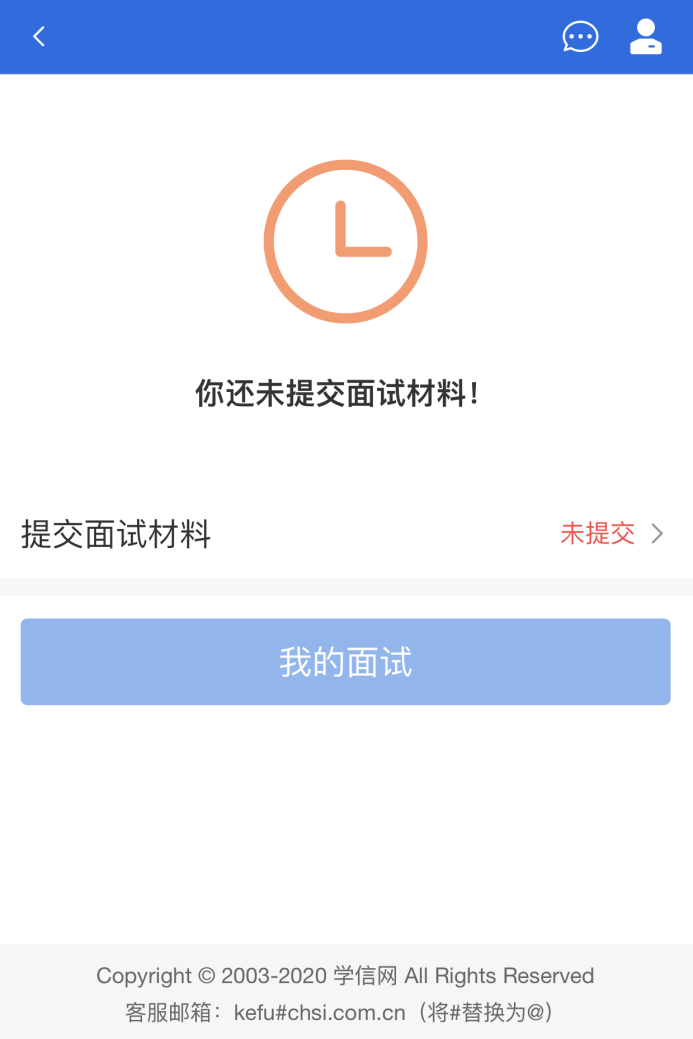 你还未提交面试材料！
提交面试材料 未提交
我的面试
Copyright © 2003-2020 学信网 All Rights Reserved
客服邮箱：kefu#chsi.com.cn（将#替换为@）